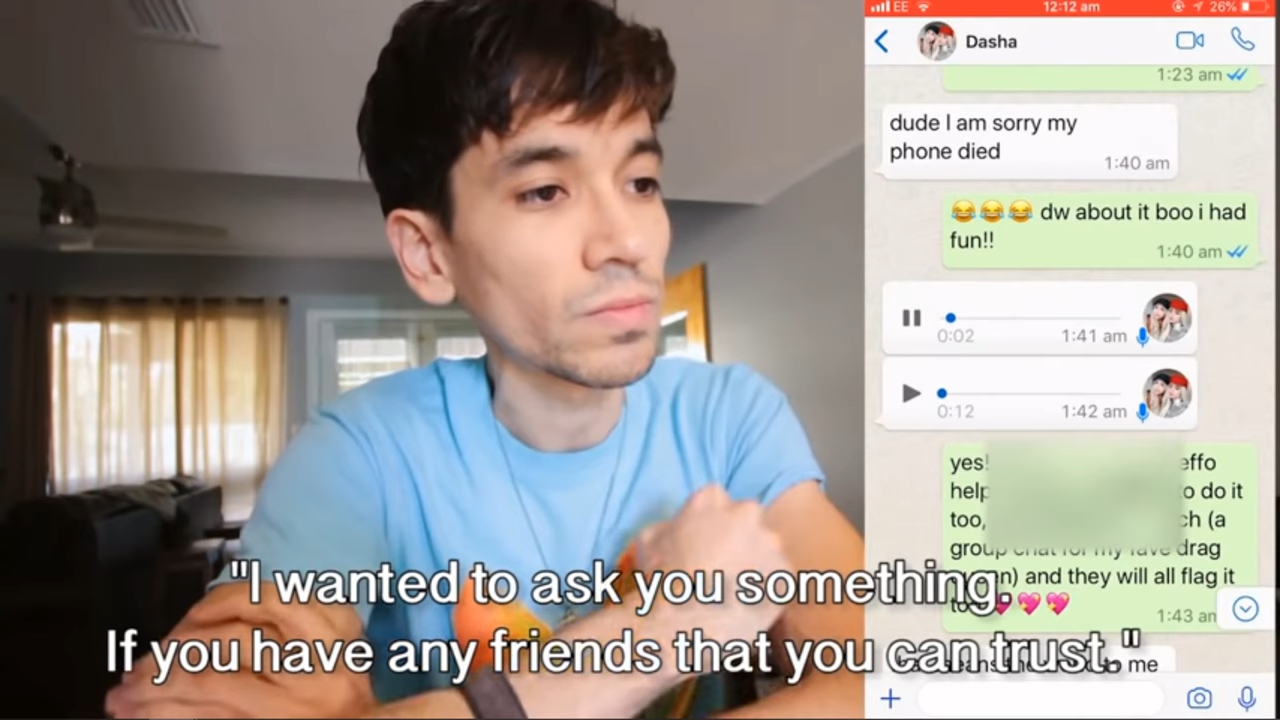 EE
12:12 am
26%
Dasha
1:23 am
dude I am sorry my
phone died
1:40 am
😂😂😂 dw about it boo i had
fun!!
1:40 am
0:02
1:41 am
0:12
1:42 am
yes! effo
help to do it
too, ch (a
group chat for my fave drag
queen) and they will all flag it
too 💖💖💖
1:43 am
"I wanted to ask you something.
If you have any friends that you can trust."
me